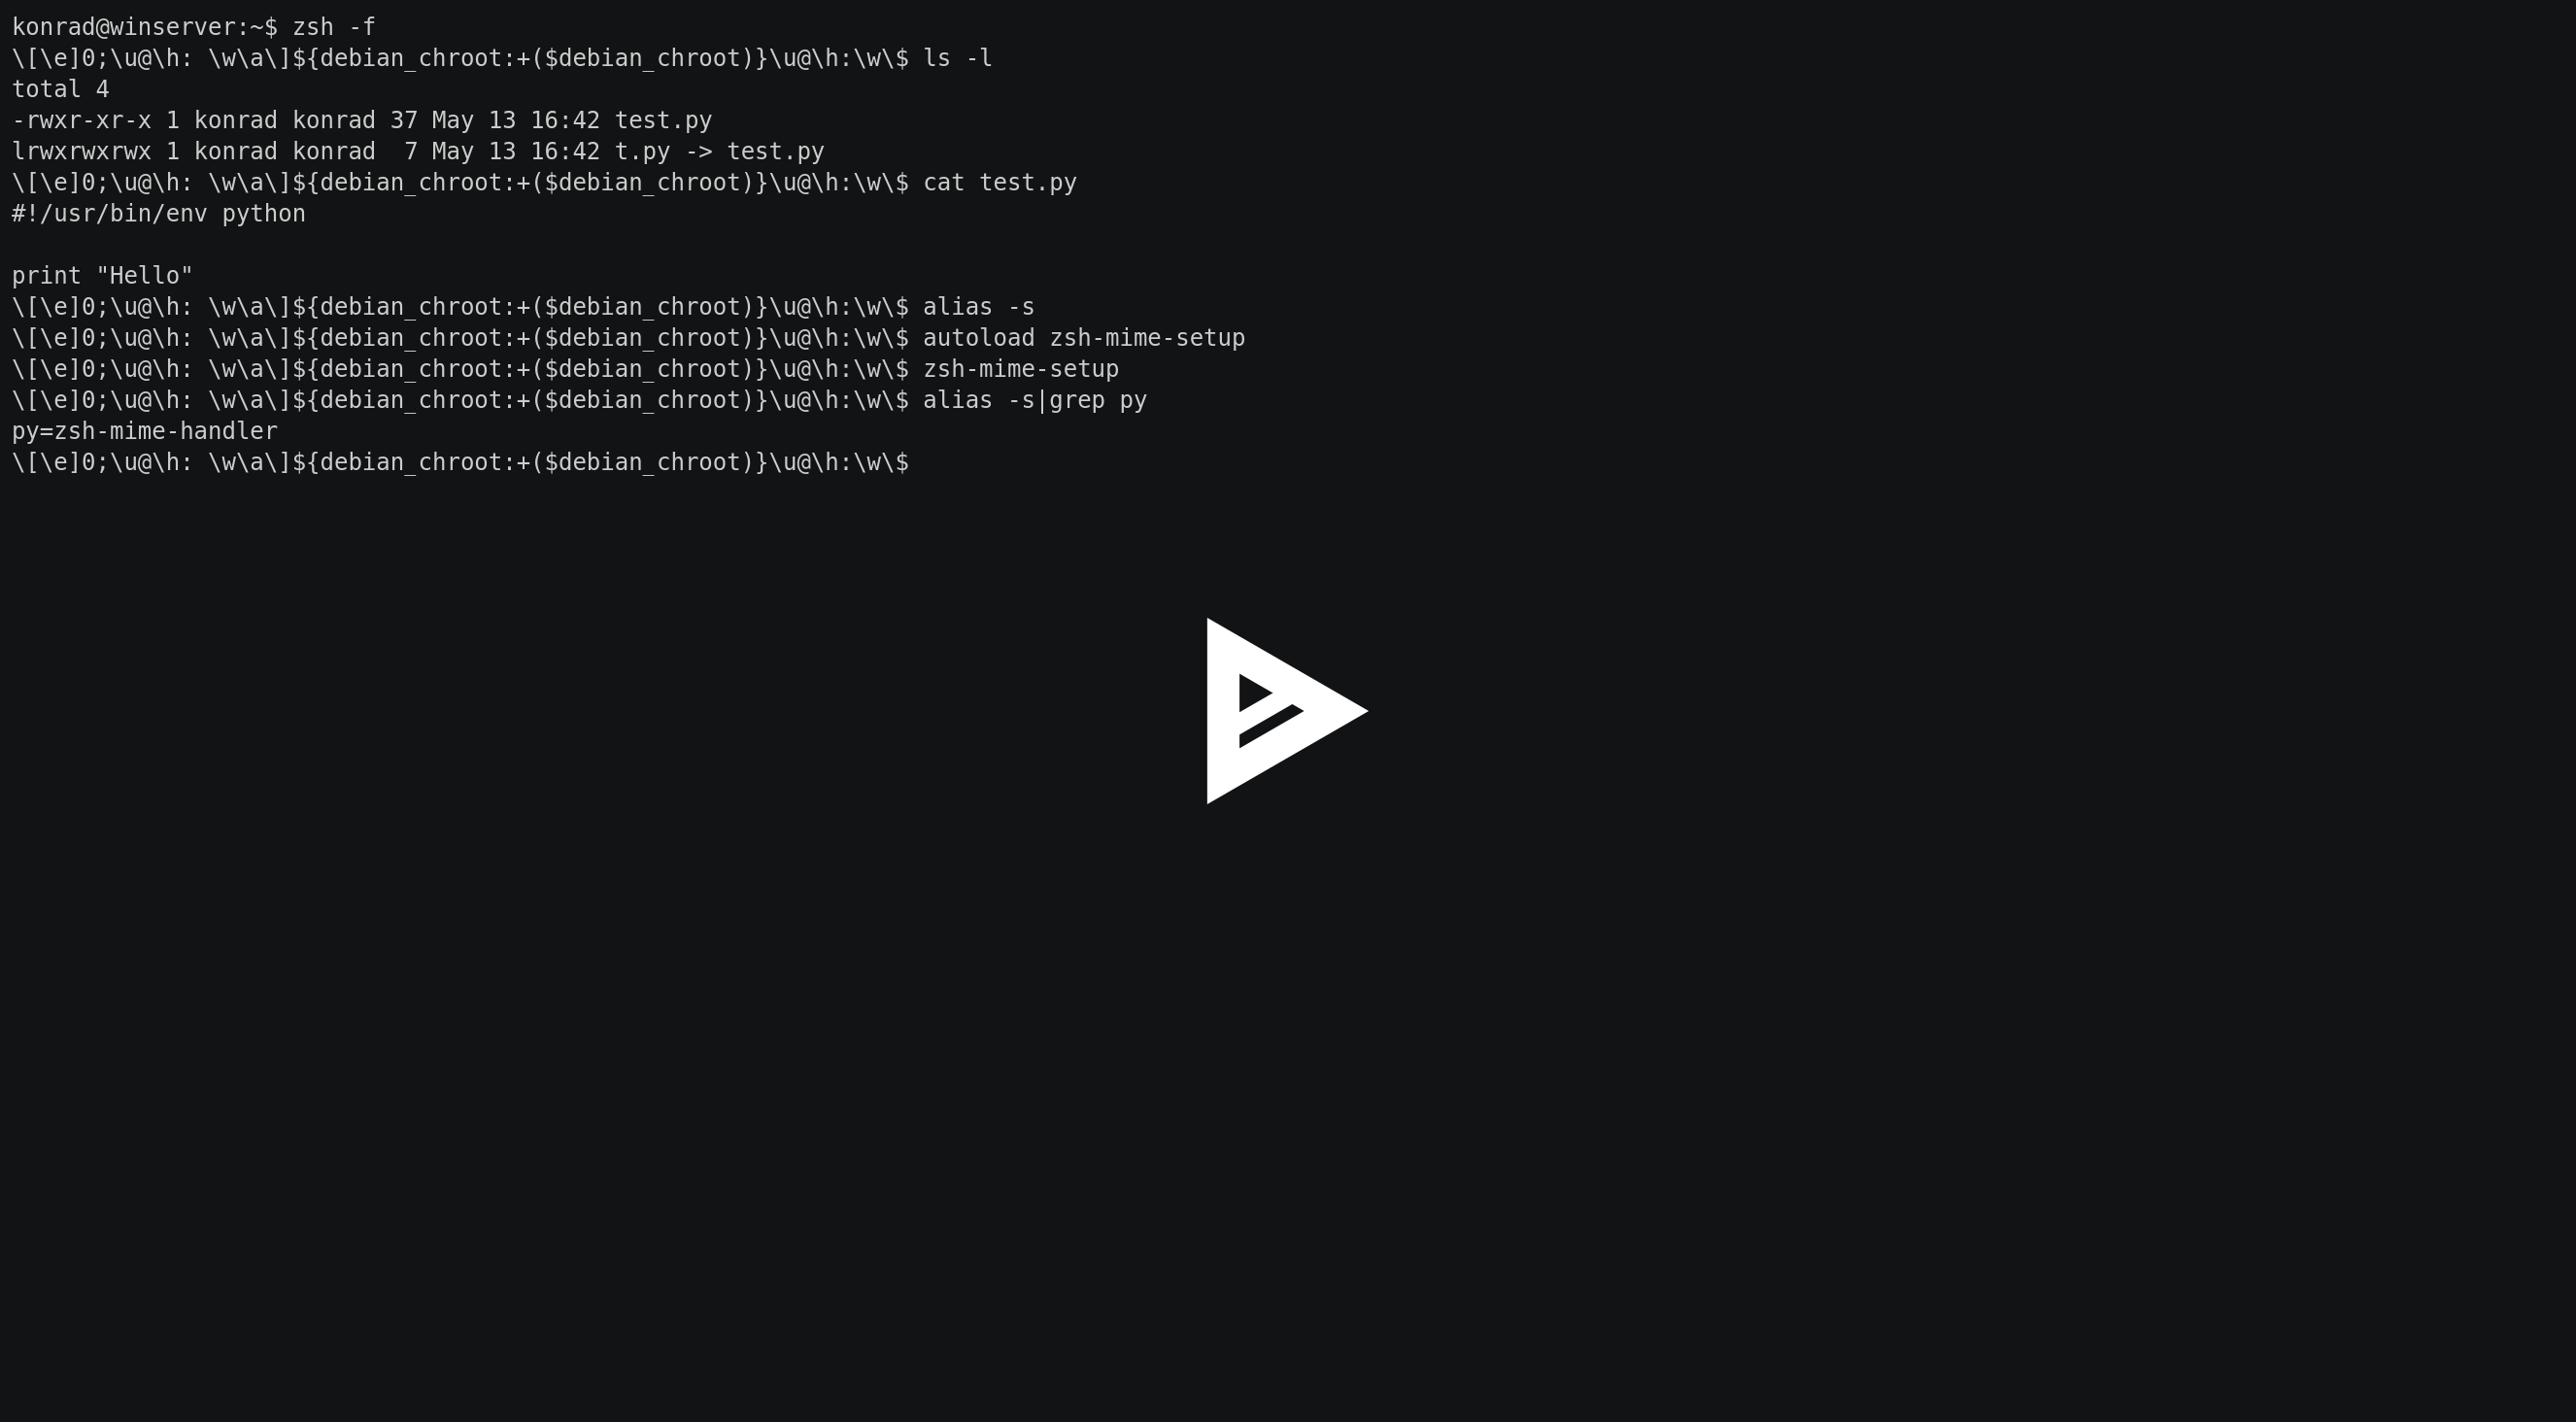 konrad@winserver:~$ zsh -f
\[\e]0;\u@\h: \w\a\]${debian_chroot:+($debian_chroot)}\u@\h:\w\$ ls -l
total 4
-rwxr-xr-x 1 konrad konrad 37 May 13 16:42 test.py
lrwxrwxrwx 1 konrad konrad  7 May 13 16:42 t.py -> test.py
\[\e]0;\u@\h: \w\a\]${debian_chroot:+($debian_chroot)}\u@\h:\w\$ cat test.py
#!/usr/bin/env python

print "Hello"
\[\e]0;\u@\h: \w\a\]${debian_chroot:+($debian_chroot)}\u@\h:\w\$ alias -s
\[\e]0;\u@\h: \w\a\]${debian_chroot:+($debian_chroot)}\u@\h:\w\$ autoload zsh-mime-setup
\[\e]0;\u@\h: \w\a\]${debian_chroot:+($debian_chroot)}\u@\h:\w\$ zsh-mime-setup
\[\e]0;\u@\h: \w\a\]${debian_chroot:+($debian_chroot)}\u@\h:\w\$ alias -s|grep py
py=zsh-mime-handler
\[\e]0;\u@\h: \w\a\]${debian_chroot:+($debian_chroot)}\u@\h:\w\$